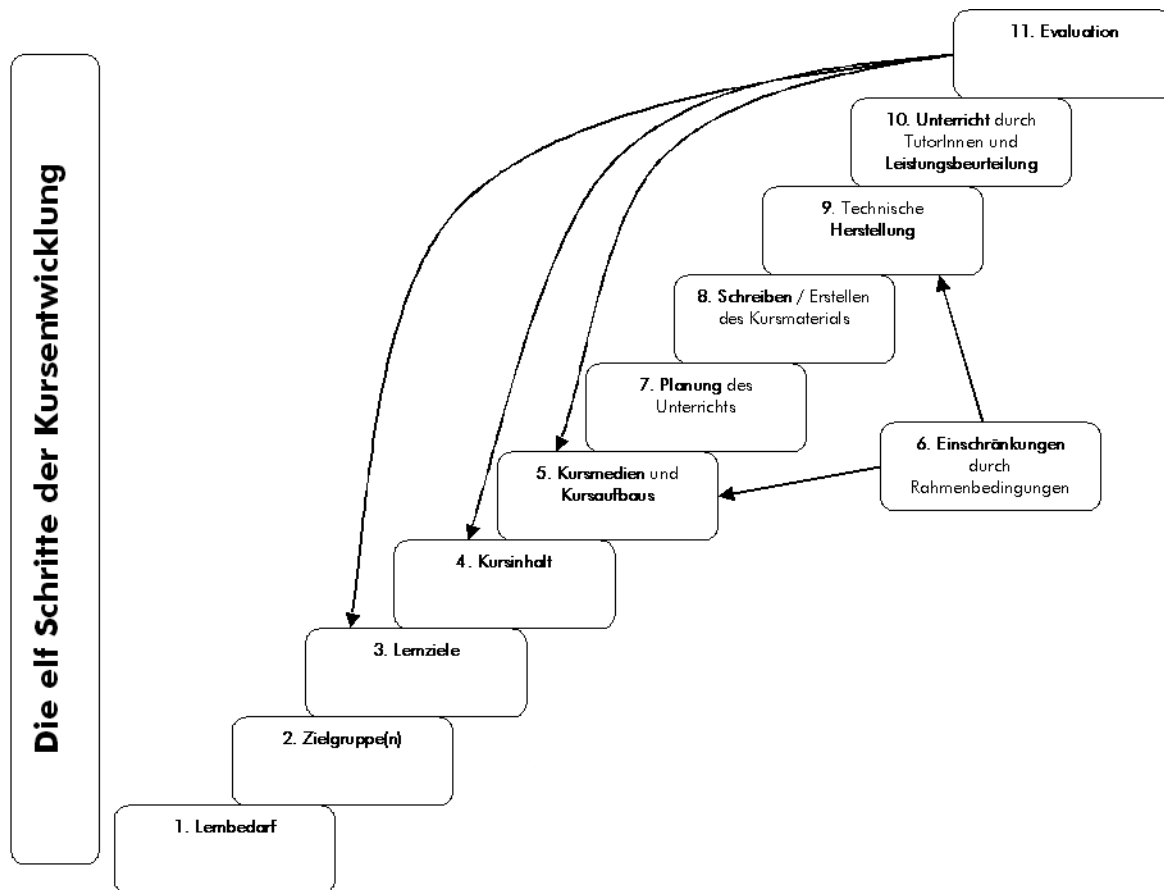 Die elf Schritte der Kursentwicklung
11. Evaluation
10. Unterricht durch
TutorInnen und
Leistungsbeurteilung
9. Technische
Herstellung
8. Schreiben / Erstellen
des Kursmaterials
7. Planung des
Unterrichts
6. Einschränkungen
durch
Rahmenbedingungen
5. Kursmedien und
Kursaufbaus
4. Kursinhalt
3. Lernziele
2. Zielgruppe(n)
1. Lernbedarf